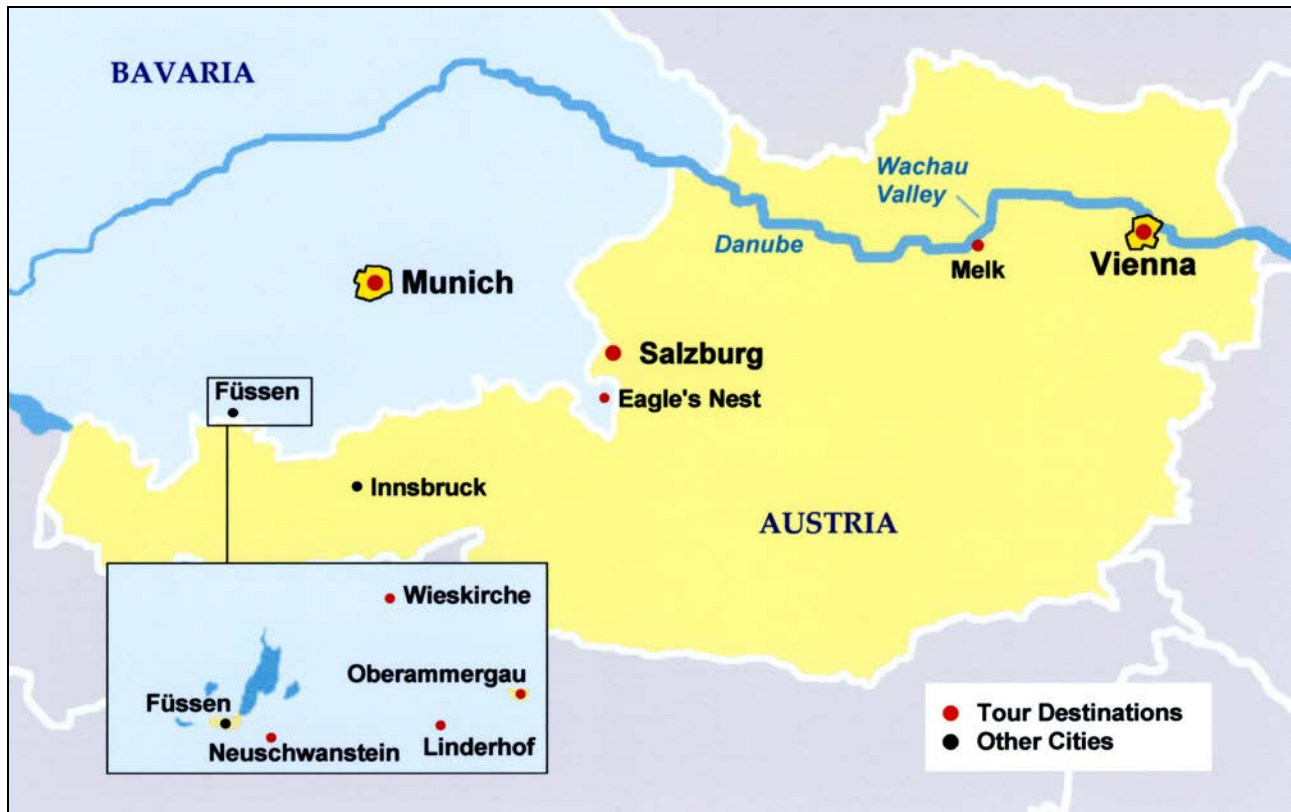 BAVARIA
Wachau
Valley
Danube
Melk
Vienna
Munich
Salzburg
Eagle's Nest
Füssen
Innsbruck
AUSTRIA
Wieskirche
Oberammergau
Füssen
Neuschwanstein
Linderhof
Tour Destinations
Other Cities